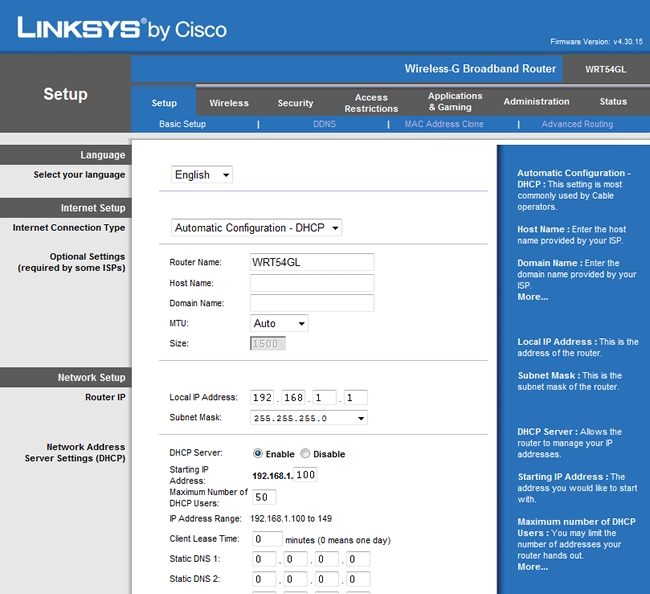 LINKSYS® by Cisco
Firmware Version: v4.30.15
Wireless-G Broadband Router WRT54GL
Setup
Setup Wireless Security Access Restrictions Applications & Gaming Administration Status
Basic Setup | DDNS | MAC Address Clone | Advanced Routing
Language
Select your language
English
Internet Setup
Internet Connection Type
Automatic Configuration - DHCP
Optional Settings
(required by some ISPs)
Router Name: WRT54GL
Host Name:
Domain Name:
MTU: Auto
Size: 1500
Network Setup
Router IP
Local IP Address: 192 . 168 . 1 . 1
Subnet Mask: 255.255.255.0
Network Address
Server Settings (DHCP)
DHCP Server: Enable Disable
Starting IP
Address: 192.168.1. 100
Maximum Number of
DHCP Users: 50
IP Address Range: 192.168.1.100 to 149
Client Lease Time: 0 minutes (0 means one day)
Static DNS 1: 0 . 0 . 0 . 0
Static DNS 2: 0 . 0 . 0 . 0
Automatic Configuration -
DHCP : This setting is most
commonly used by Cable
operators.
Host Name : Enter the host
name provided by your ISP.
Domain Name : Enter the
domain name provided by your
ISP.
More...
Local IP Address : This is the
address of the router.
Subnet Mask : This is the
subnet mask of the router.
DHCP Server : Allows the
router to manage your IP
addresses.
Starting IP Address : The
address you would like to start
with.
Maximum number of DHCP
Users : You may limit the
number of addresses your
router hands out.
More...